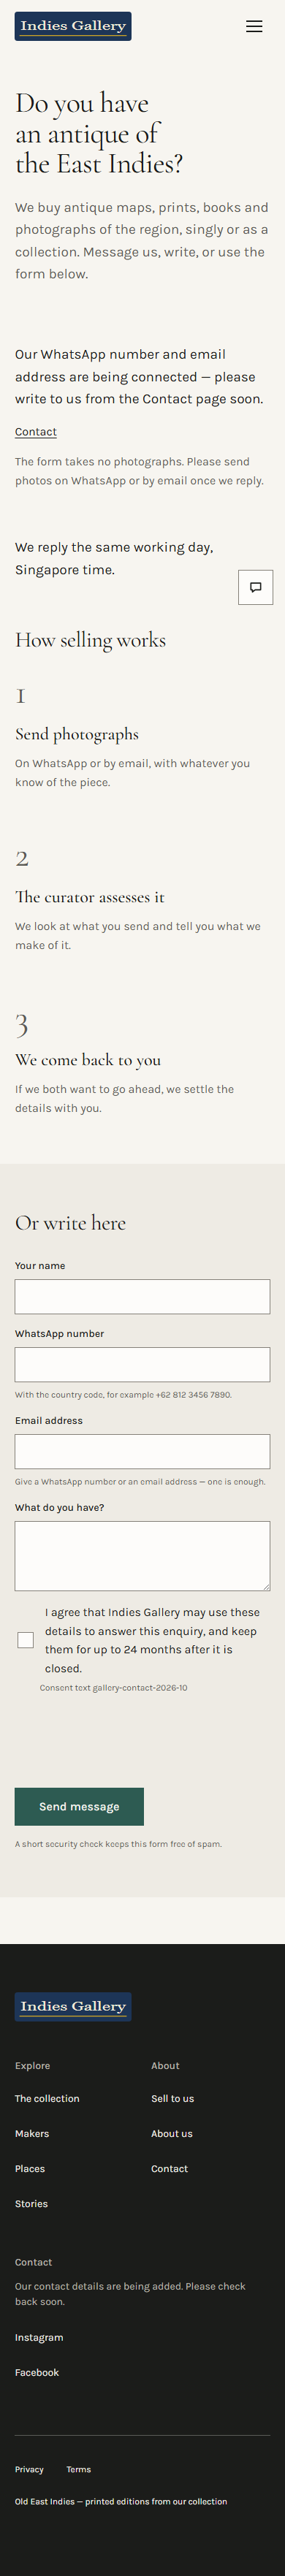 Indies Gallery
Do you have
an antique of
the East Indies?
We buy antique maps, prints, books and
photographs of the region, singly or as a
collection. Message us, write, or use the
form below.
Our WhatsApp number and email
address are being connected — please
write to us from the Contact page soon.
Contact
The form takes no photographs. Please send
photos on WhatsApp or by email once we reply.
We reply the same working day,
Singapore time.
How selling works
1
Send photographs
On WhatsApp or by email, with whatever you
know of the piece.
2
The curator assesses it
We look at what you send and tell you what we
make of it.
3
We come back to you
If we both want to go ahead, we settle the
details with you.
Or write here
Your name
WhatsApp number
With the country code, for example +62 812 3456 7890.
Email address
Give a WhatsApp number or an email address — one is enough.
What do you have?
I agree that Indies Gallery may use these
details to answer this enquiry, and keep
them for up to 24 months after it is
closed.
Consent text gallery-contact-2026-10
Send message
A short security check keeps this form free of spam.
Indies Gallery
Explore
The collection
Makers
Places
Stories
About
Sell to us
About us
Contact
Contact
Our contact details are being added. Please check
back soon.
Instagram
Facebook
Privacy Terms
Old East Indies — printed editions from our collection